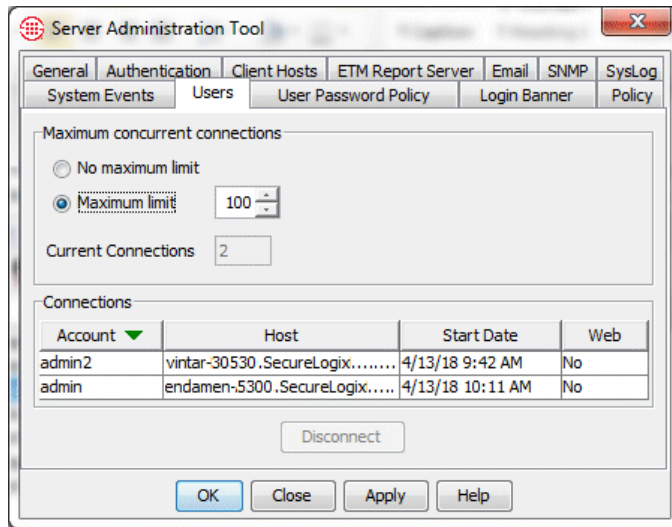 Server Administration Tool
General Authentication Client Hosts ETM Report Server Email SNMP SysLog
System Events Users User Password Policy Login Banner Policy
Maximum concurrent connections
No maximum limit
Maximum limit 100
Current Connections 2
Connections
Account Host Start Date Web
admin2 vintar-30530.SecureLogix........ 4/13/18 9:42 AM No
admin endamen-5300.SecureLogix..... 4/13/18 10:11 AM No
Disconnect
OK Close Apply Help